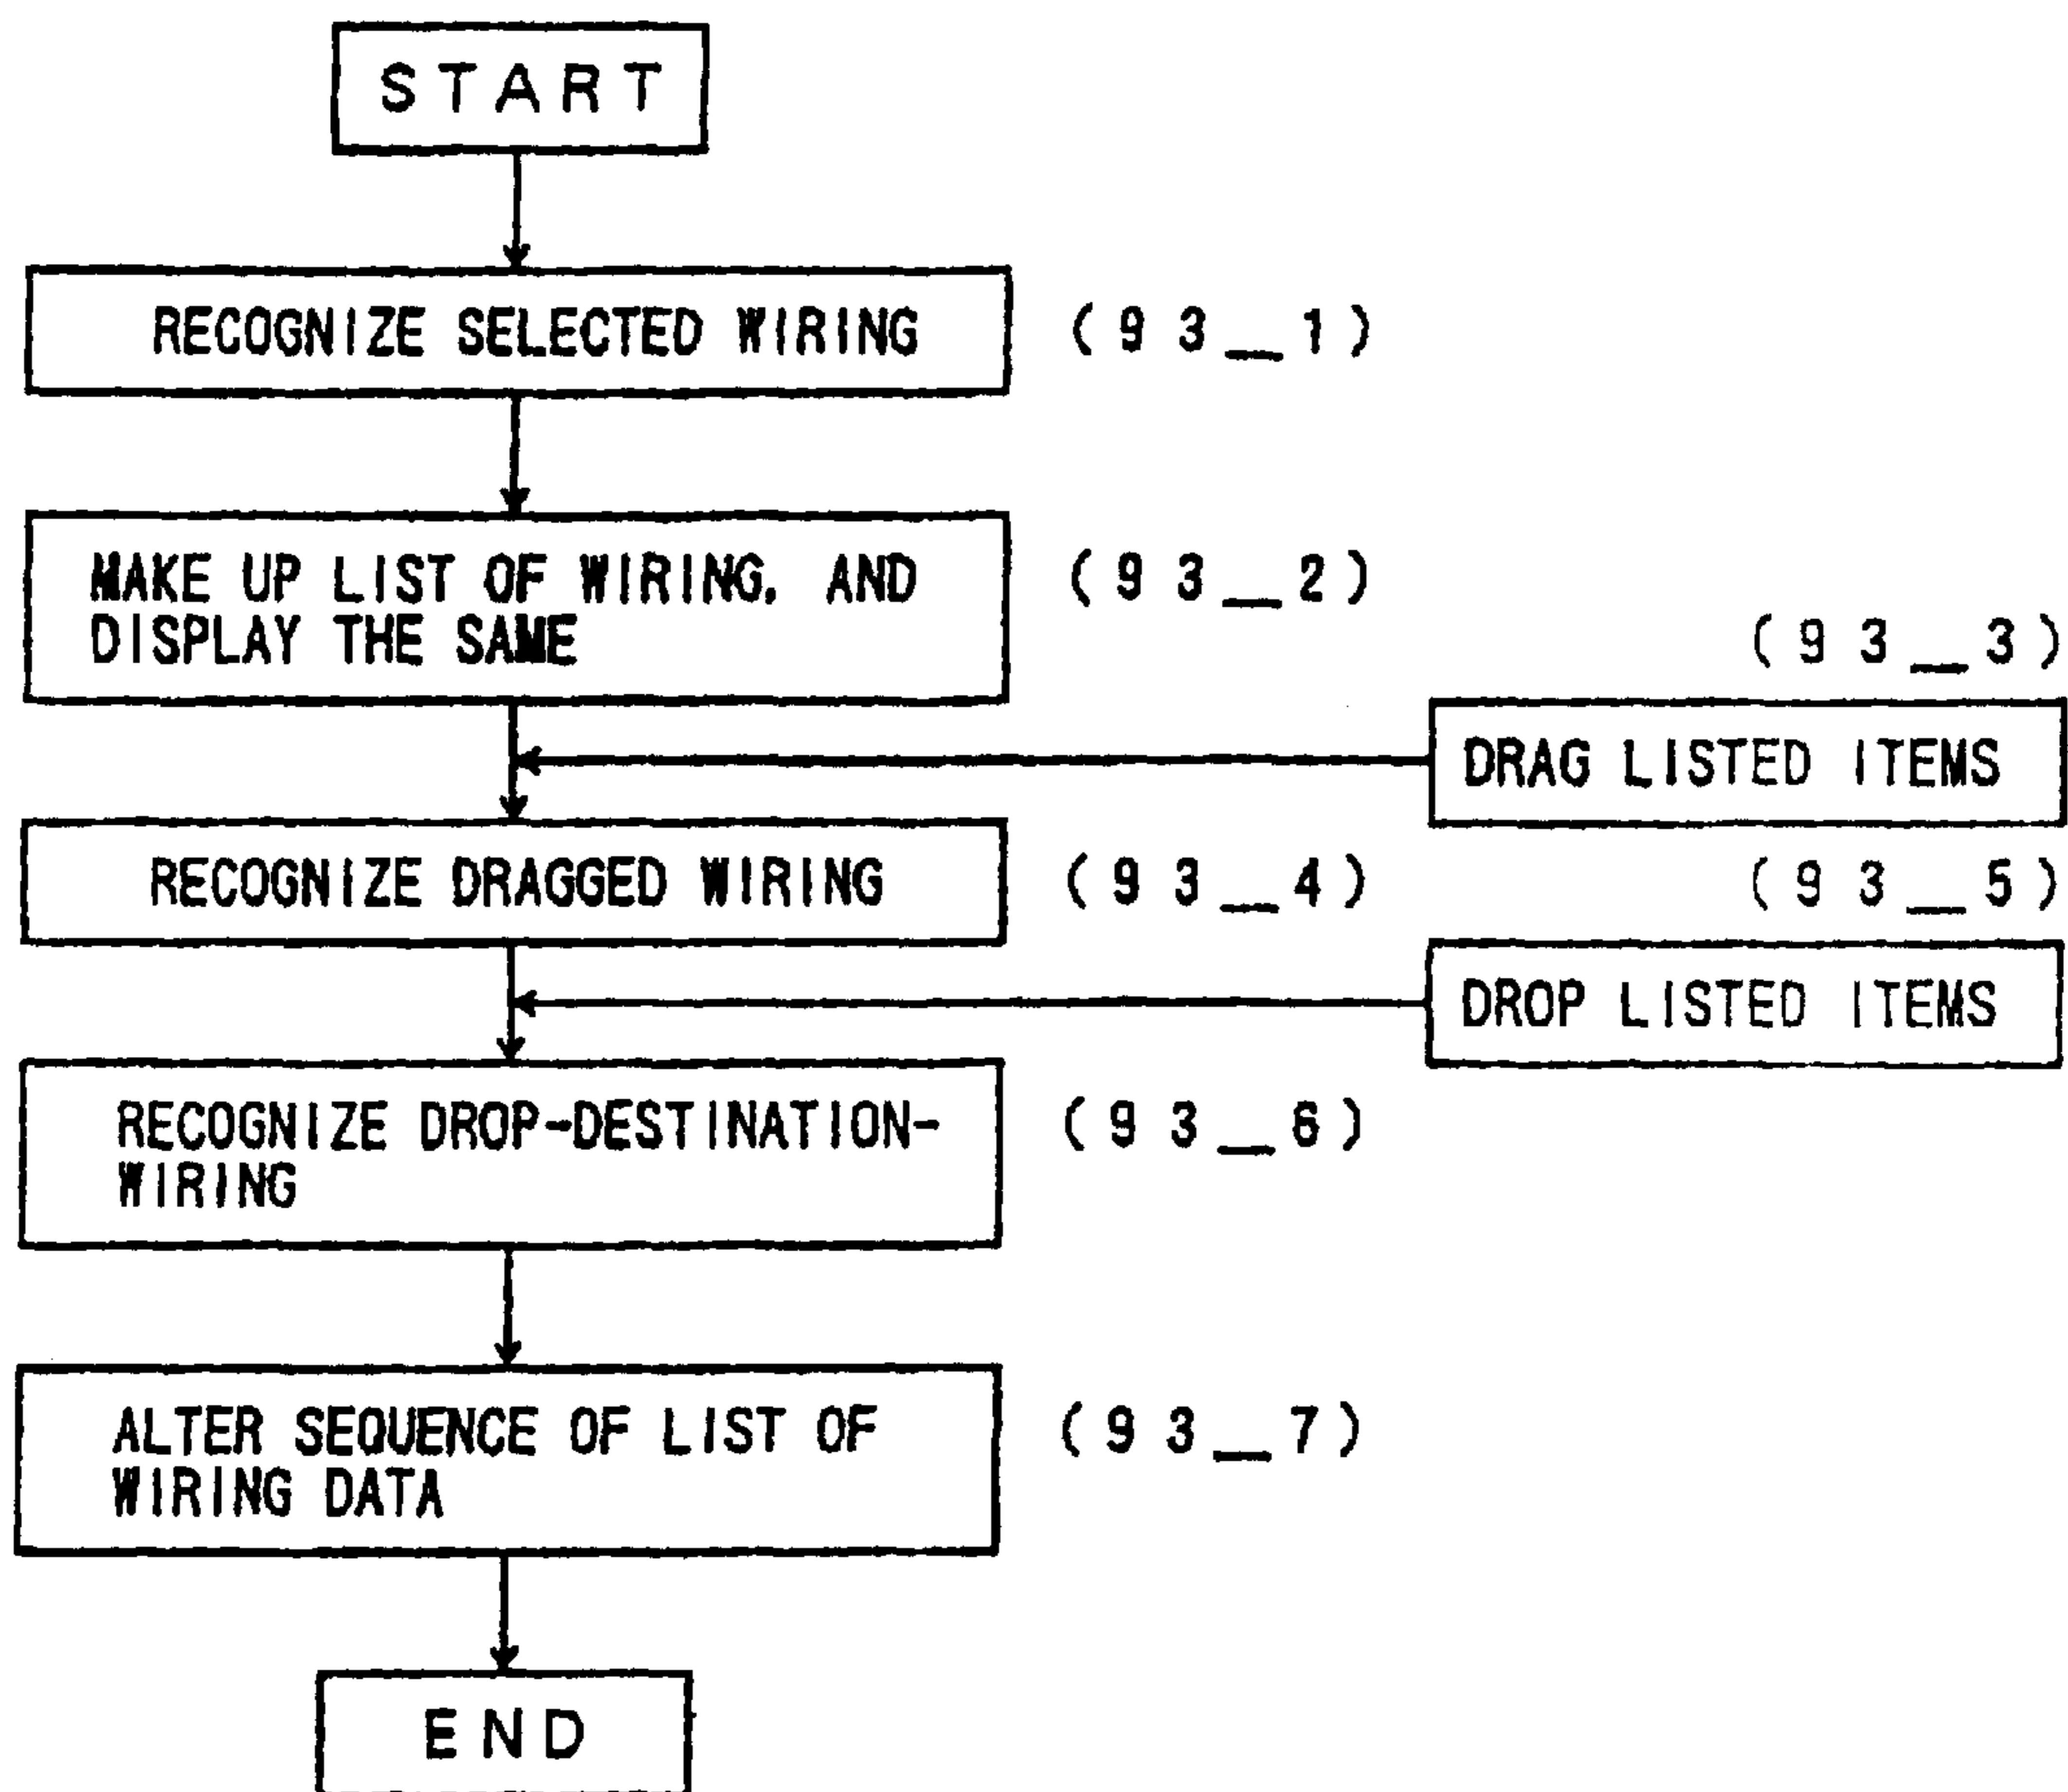 START
RECOGNIZE SELECTED WIRING (93_1)
MAKE UP LIST OF WIRING, AND
DISPLAY THE SAME
(93_2)
(93_3)
DRAG LISTED ITEMS
RECOGNIZE DRAGGED WIRING (93_4)
(93_5)
DROP LISTED ITEMS
RECOGNIZE DROP-DESTINATION-
WIRING
(93_6)
ALTER SEQUENCE OF LIST OF
WIRING DATA
(93_7)
END